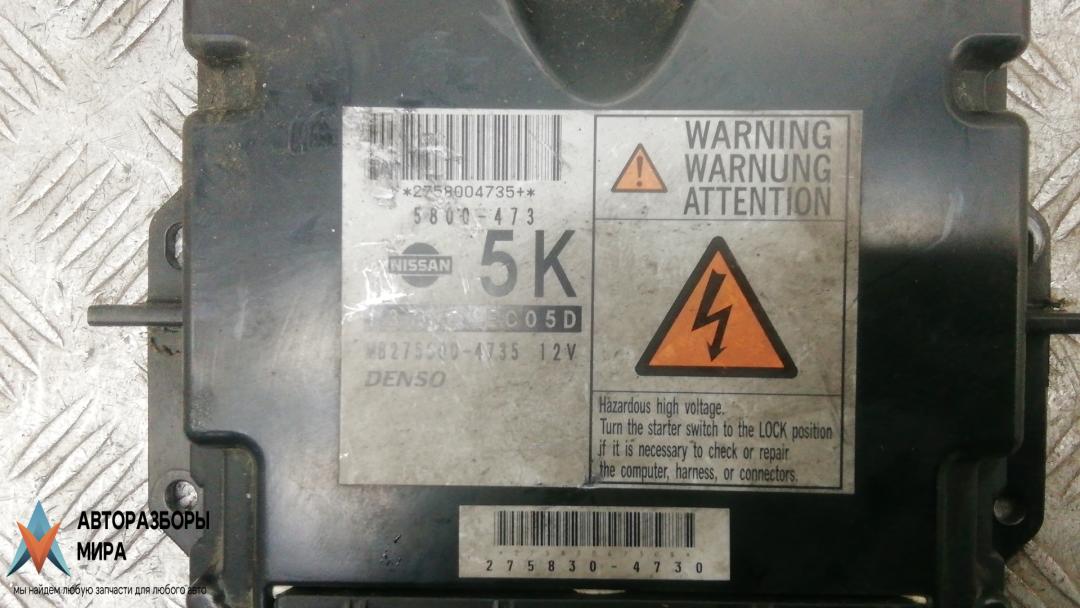 *2758004735+*
5800-473
NISSAN
5K
MB275800-4735 12V
DENSO
WARNING
WARNUNG
ATTENTION
Hazardous high voltage.
Turn the starter switch to the LOCK position
if it is necessary to check or repair
the computer, harness, or connectors.
275830-4730
АВТОРАЗБОРЫ
МИРА
мы найдем любую запчасти для любого авто